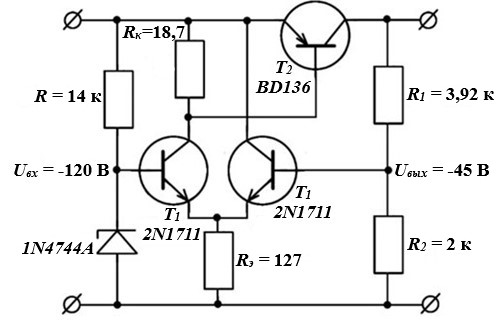 Rк=18,7
T2
BD136
R = 14 к
R1 = 3,92 к
Uвх = -120 В
Uвых = -45 В
T1
2N1711
T1
2N1711
1N4744A
Rэ = 127
R2 = 2 к